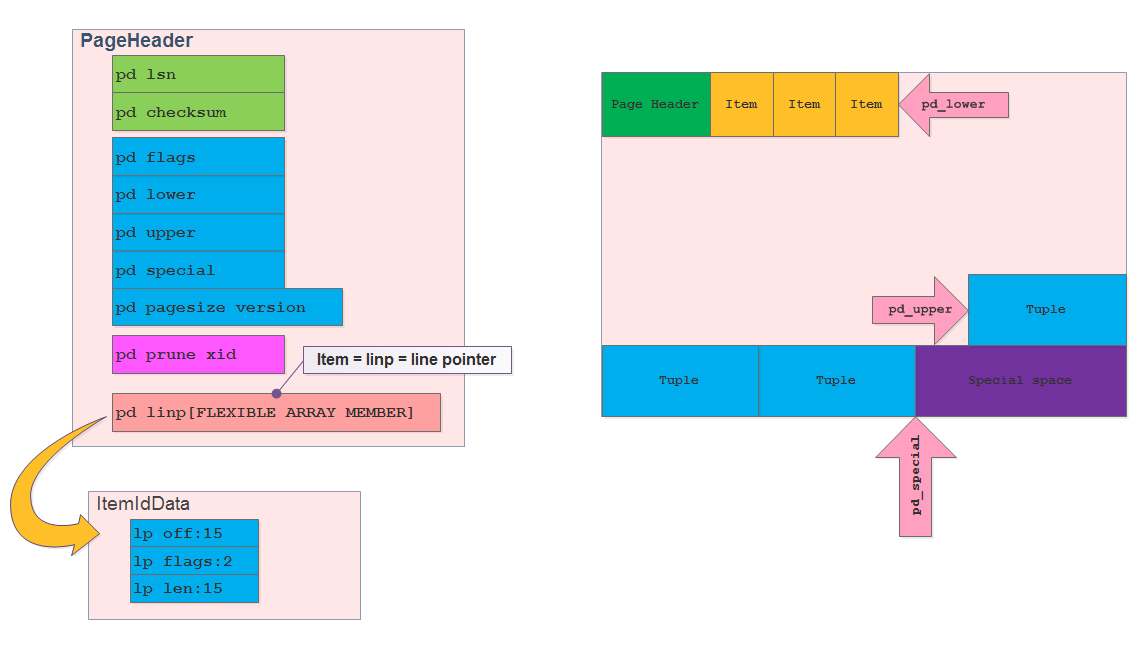 PageHeader
pd lsn
pd checksum
pd flags
pd lower
pd upper
pd special
pd pagesize version
pd prune xid
Item = linp = line pointer
pd linp[FLEXIBLE ARRAY MEMBER]
ItemIdData
lp off:15
lp flags:2
lp len:15
Page Header
Item
Item
Item
pd_lower
pd_upper
Tuple
Tuple
Tuple
Special space
pd_special